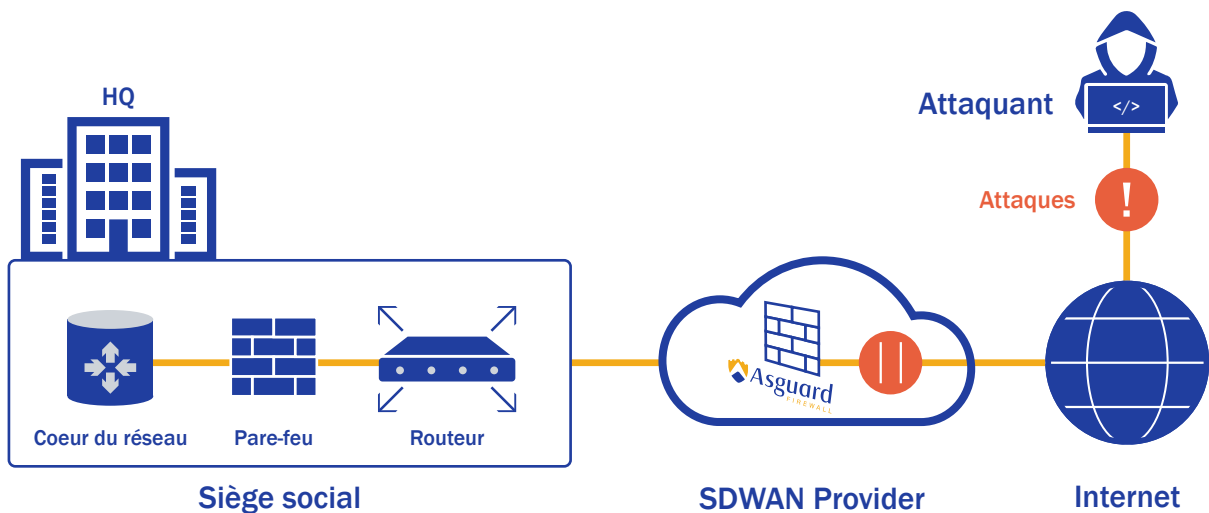 HQ
Attaquant
</>
Attaques
Asguard
FIREWALL
Coeur du réseau
Pare-feu
Routeur
Siège social
SDWAN Provider
Internet